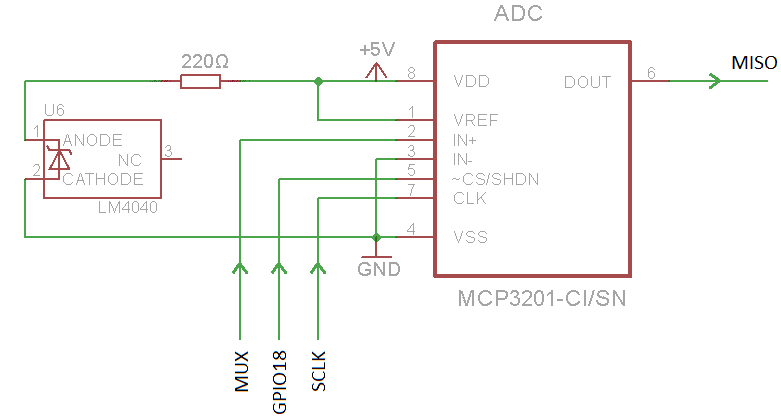 ADC
+5V
220Ω
MISO
8
VDD
DOUT
6
U6
1
VREF
1
ANODE
2
IN+
NC
3
3
IN-
2
CATHODE
5
~CS/SHDN
7
CLK
LM4040
4
VSS
GND
MCP3201-CI/SN
MUX
GPIO18
SCLK